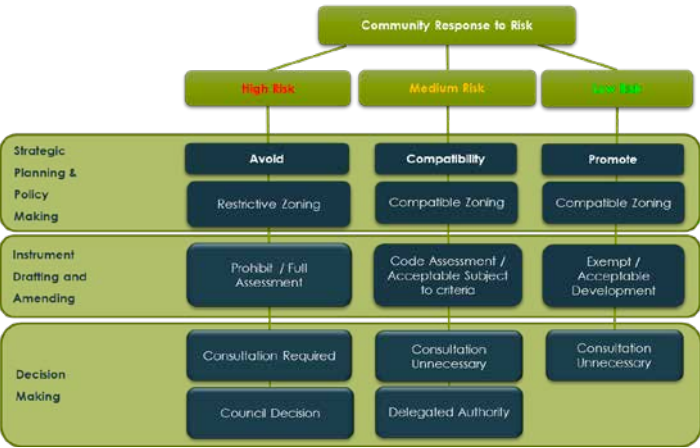 Community Response to Risk
High Risk
Medium Risk
Low Risk
Strategic
Planning &
Policy
Making
Avoid
Compatibility
Promote
Restrictive Zoning
Compatible Zoning
Compatible Zoning
Instrument
Drafting and
Amending
Prohibit / Full
Assessment
Code Assessment /
Acceptable Subject
to criteria
Exempt /
Acceptable
Development
Decision
Making
Consultation Required
Consultation
Unnecessary
Consultation
Unnecessary
Council Decision
Delegated Authority